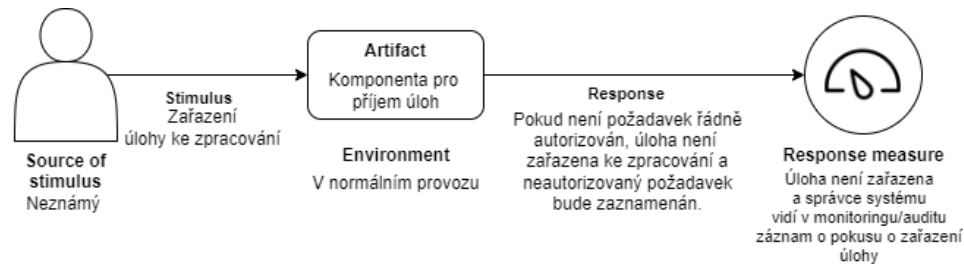 Source of
stimulus
Neznámý
Stimulus
Zařazení
úlohy ke zpracování
Artifact
Komponenta pro
příjem úloh
Environment
V normálním provozu
Response
Pokud není požadavek řádně
autorizován, úloha není
zařazena ke zpracování a
neautorizovaný požadavek
bude zaznamenán.
Response measure
Úloha není zařazena
a správce systému
vidí v monitoringu/auditu
záznam o pokusu o zařazení
úlohy